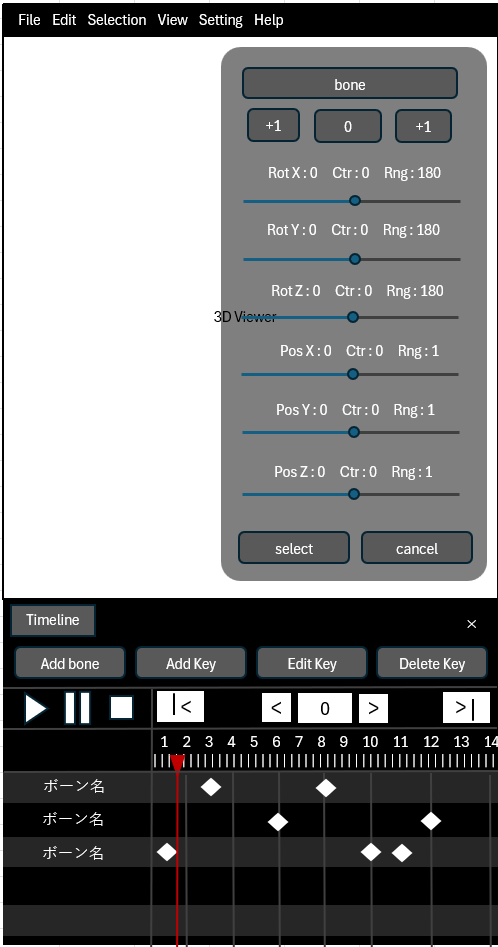 File Edit Selection View Setting Help
bone
+1 0 +1
Rot X : 0 Ctr : 0 Rng : 180
Rot Y : 0 Ctr : 0 Rng : 180
Rot Z : 0 Ctr : 0 Rng : 180
3D Viewer
Pos X : 0 Ctr : 0 Rng : 1
Pos Y : 0 Ctr : 0 Rng : 1
Pos Z : 0 Ctr : 0 Rng : 1
select cancel
Timeline ×
Add bone Add Key Edit Key Delete Key
|< < 0 > >|
1 2 3 4 5 6 7 8 9 10 11 12 13 14
ボーン名
ボーン名
ボーン名